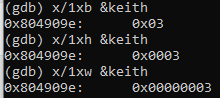 (gdb) x/1xb &keith
0x804909e:      0x03
(gdb) x/1xh &keith
0x804909e:      0x0003
(gdb) x/1xw &keith
0x804909e:      0x00000003